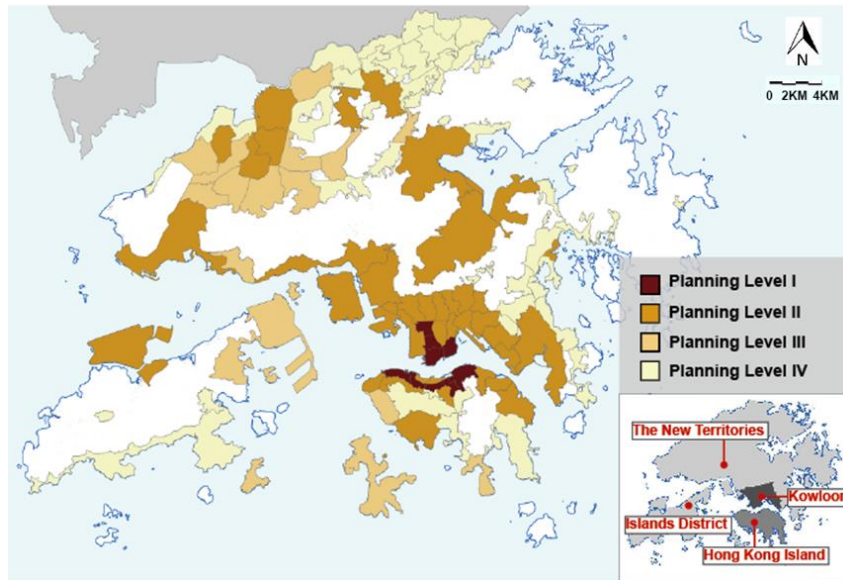 N
0 2KM 4KM
Planning Level I
Planning Level II
Planning Level III
Planning Level IV
The New Territories
Kowloon
Islands District
Hong Kong Island